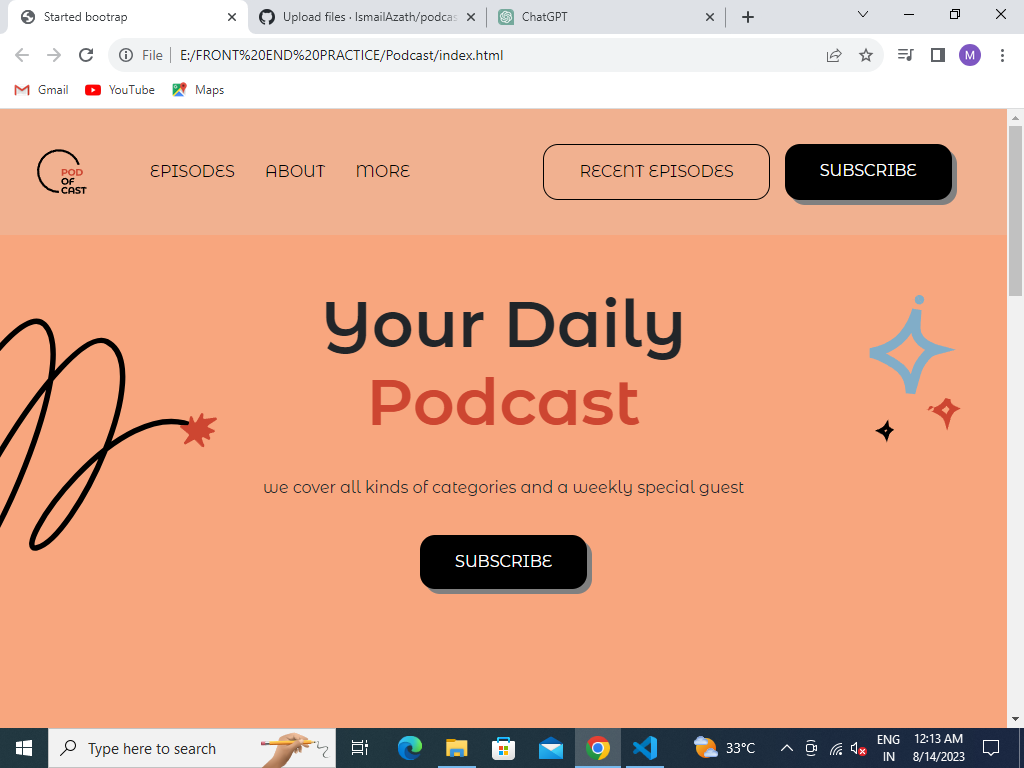 Started bootrap
Upload files · IsmailAzath/podcas
ChatGPT
File
E:/FRONT%20END%20PRACTICE/Podcast/index.html
M
Gmail
YouTube
Maps
POD
OF
CAST
EPISODES
ABOUT
MORE
RECENT EPISODES
SUBSCRIBE
Your Daily
Podcast
we cover all kinds of categories and a weekly special guest
SUBSCRIBE
Type here to search
33°C
ENG
IN
12:13 AM
8/14/2023